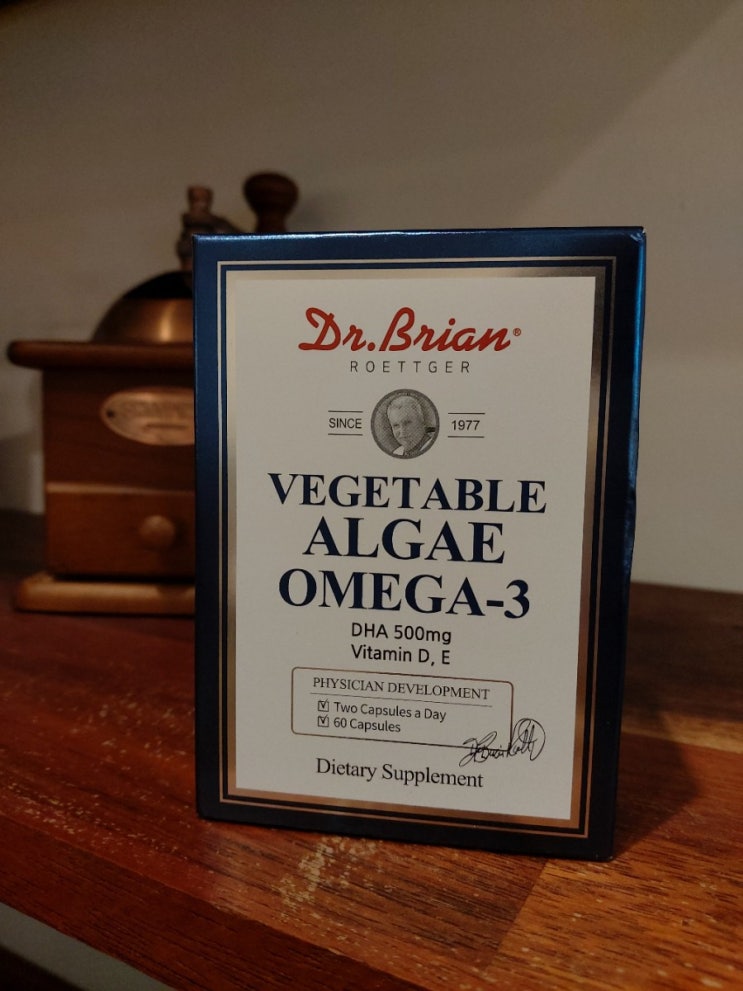 Dr.Brian®
ROETTGER
SINCE 1977
VEGETABLE
ALGAE
OMEGA-3
DHA 500mg
Vitamin D, E
PHYSICIAN DEVELOPMENT
Two Capsules a Day
60 Capsules
Dietary Supplement